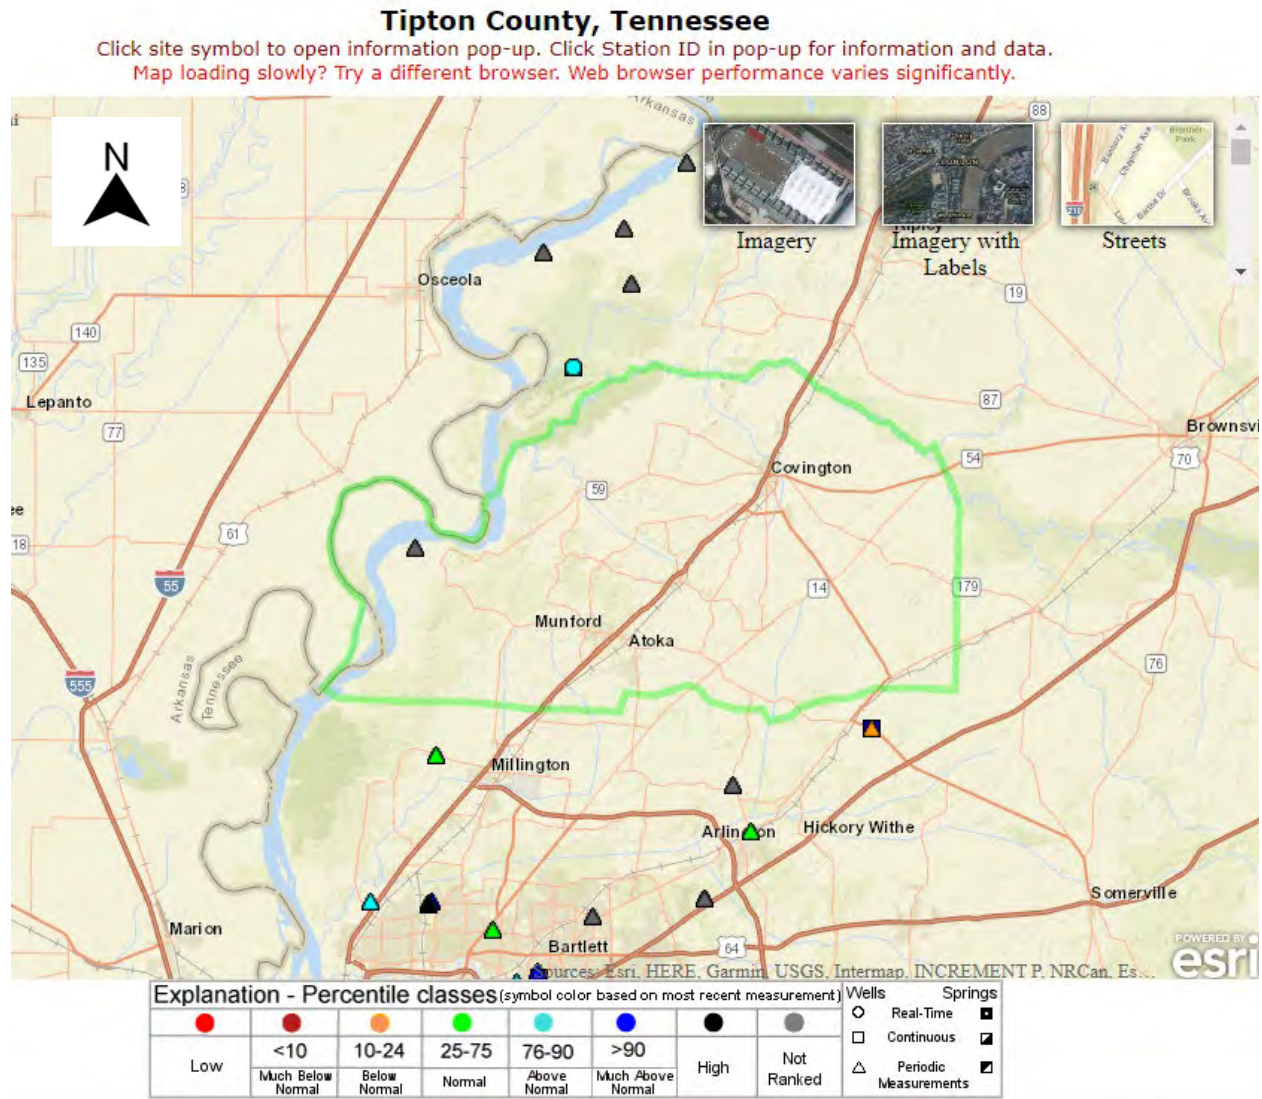 Tipton County, Tennessee
Click site symbol to open information pop-up. Click Station ID in pop-up for information and data.
Map loading slowly? Try a different browser. Web browser performance varies significantly.
N
Arkansas
88
Imagery
Imagery with
Labels
Streets
Ripley
Osceola
19
140
135
Lepanto
77
87
Brownsvi
54
70
Covington
59
61
18
55
14
179
Munford
Atoka
Arkansas
Tennessee
76
555
Millington
Arlington
Hickory Withe
Somerville
Marion
Bartlett
64
POWERED BY
esri
Sources: Esri, HERE, Garmin, USGS, Intermap, INCREMENT P, NRCan, Es...
Explanation - Percentile classes (symbol color based on most recent measurement)
Low
<10
Much Below
Normal
10-24
Below
Normal
25-75
Normal
76-90
Above
Normal
>90
Much Above
Normal
High
Not
Ranked
Wells
Springs
Real-Time
Continuous
Periodic
Measurements